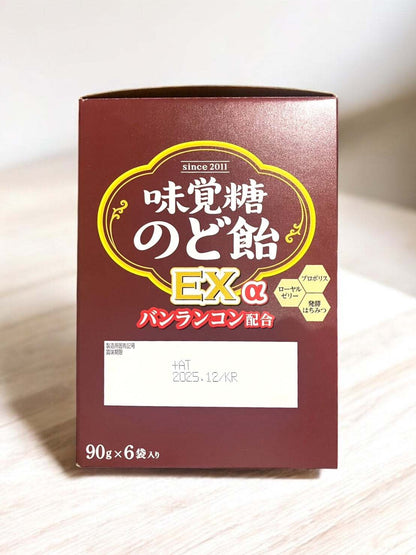 since 2011
味覚糖
のど飴
EX α
プロポリス
ローヤル
ゼリー
発酵
はちみつ
バンランコン配合
製造所固有記号
賞味期限
+AT
2025.12/KR
90g×6袋入り